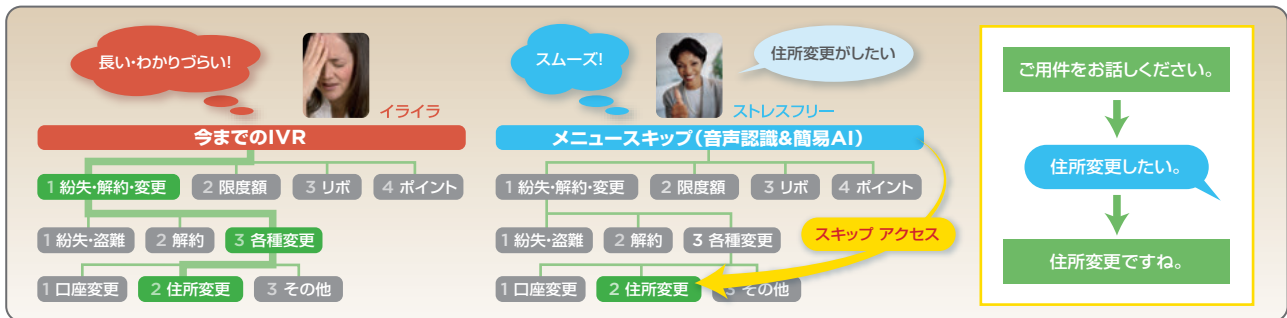 長い・わかりづらい!
イライラ
今までのIVR
1 紛失・解約・変更
2 限度額
3 リボ
4 ポイント
1 紛失・盗難
2 解約
3 各種変更
1 口座変更
2 住所変更
3 その他
スムーズ!
住所変更がしたい
ストレスフリー
メニュースキップ(音声認識&簡易AI)
1 紛失・解約・変更
2 限度額
3 リボ
4 ポイント
1 紛失・盗難
2 解約
3 各種変更
スキップ アクセス
1 口座変更
2 住所変更
3 その他
ご用件をお話しください。
住所変更したい。
住所変更ですね。